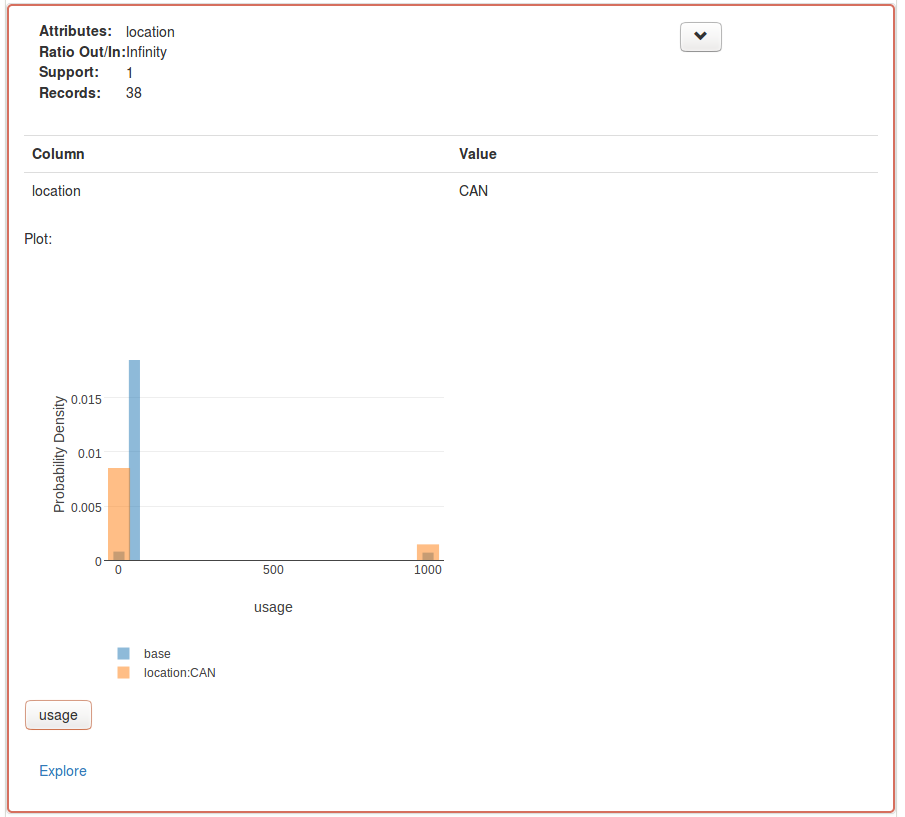 Attributes: location
Ratio Out/In: Infinity
Support: 1
Records: 38
Column Value
location CAN
Plot:
Probability Density
0.015
0.01
0.005
0
0 500 1000
usage
base
location:CAN
usage
Explore